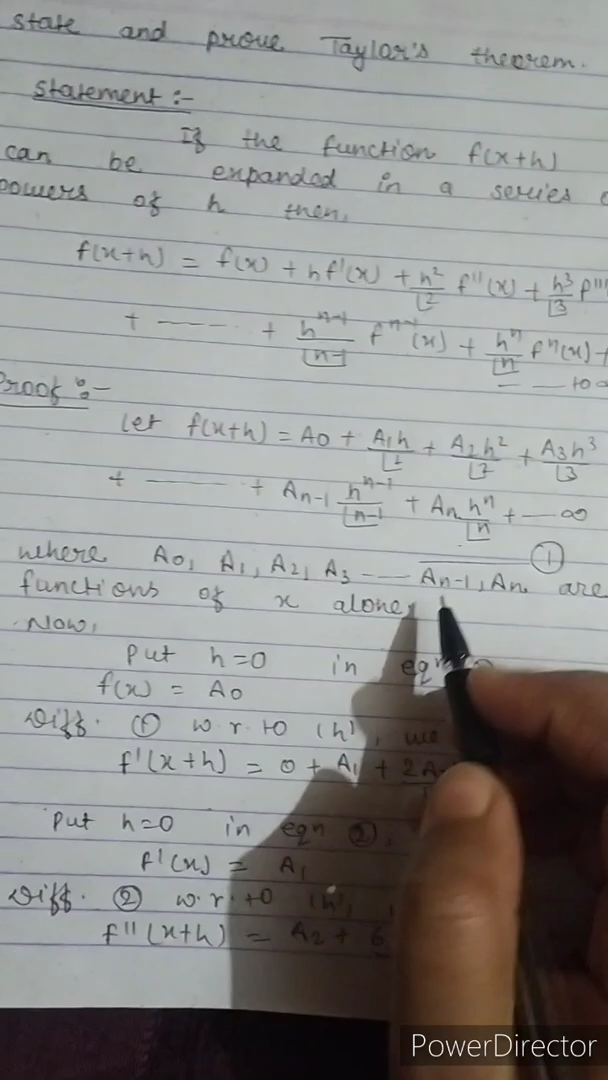 state and prove Taylor's theorem.
Statement :-
If the function f(x+h)
can be expanded in a series
powers of h then,
f(x+h) = f(x) + hf'(x) + h²/⌊2 f''(x) + h³/⌊3 f'''
+ ------ + hⁿ⁻¹/⌊n-1 fⁿ⁻¹(x) + hⁿ/⌊n fⁿ(x) +
--- to ∞
Proof :-
Let f(x+h) = A0 + A1h/⌊2 + A2h²/⌊2 + A3h³/⌊3
+ ------ + An-1 hⁿ⁻¹/⌊n-1 + An hⁿ/⌊n + --- ∞
①
where A0, A1, A2, A3 ---- An-1, An are
functions of x alone,
Now,
put h=0 in eqn
f(x) = A0
Diff. ① w.r.to 'h', we
f'(x+h) = 0 + A1 + 2A
Put h=0 in eqn ②,
f'(x) = A1
Diff. ② w.r.to 'h',
f''(x+h) = A2 + 6
PowerDirector